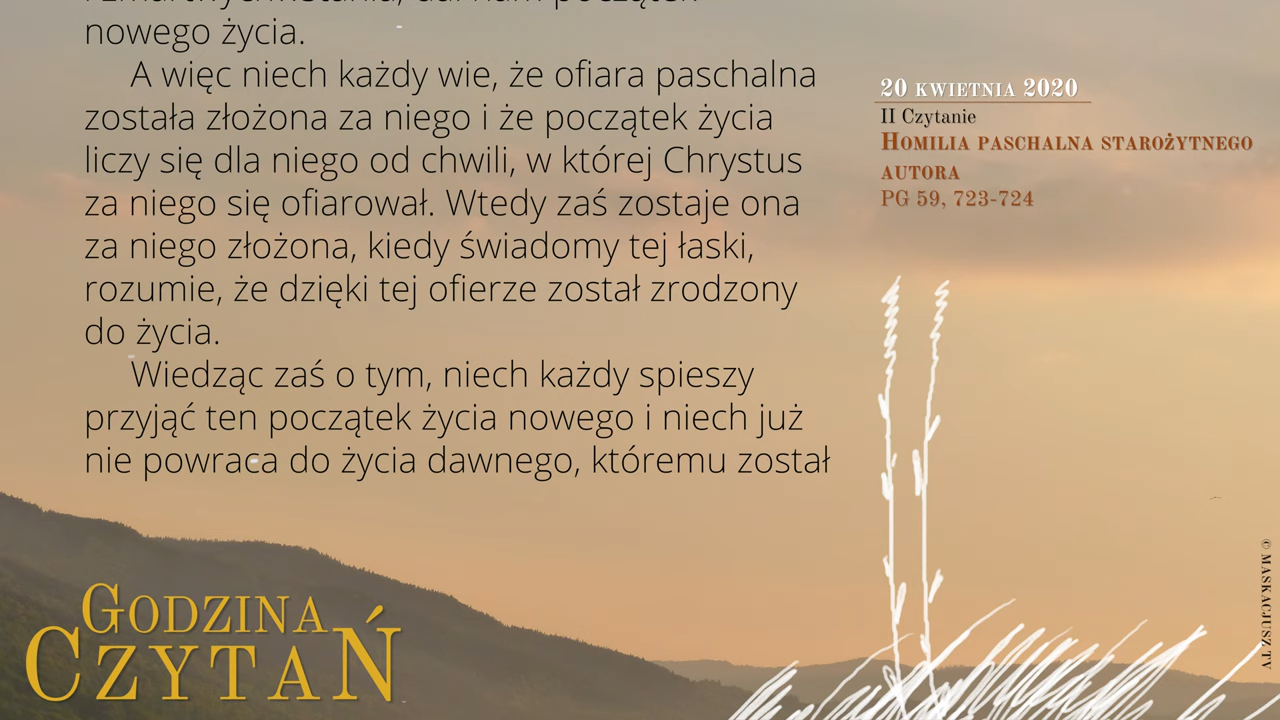 nowego życia.
A więc niech każdy wie, że ofiara paschalna
została złożona za niego i że początek życia
liczy się dla niego od chwili, w której Chrystus
za niego się ofiarował. Wtedy zaś zostaje ona
za niego złożona, kiedy świadomy tej łaski,
rozumie, że dzięki tej ofierze został zrodzony
do życia.
Wiedząc zaś o tym, niech każdy spieszy
przyjąć ten początek życia nowego i niech już
nie powraca do życia dawnego, któremu został
20 KWIETNIA 2020
II Czytanie
HOMILIA PASCHALNA STAROŻYTNEGO
AUTORA
PG 59, 723-724
GODZINA
CZYTAŃ
© MASKACJUSZ TV